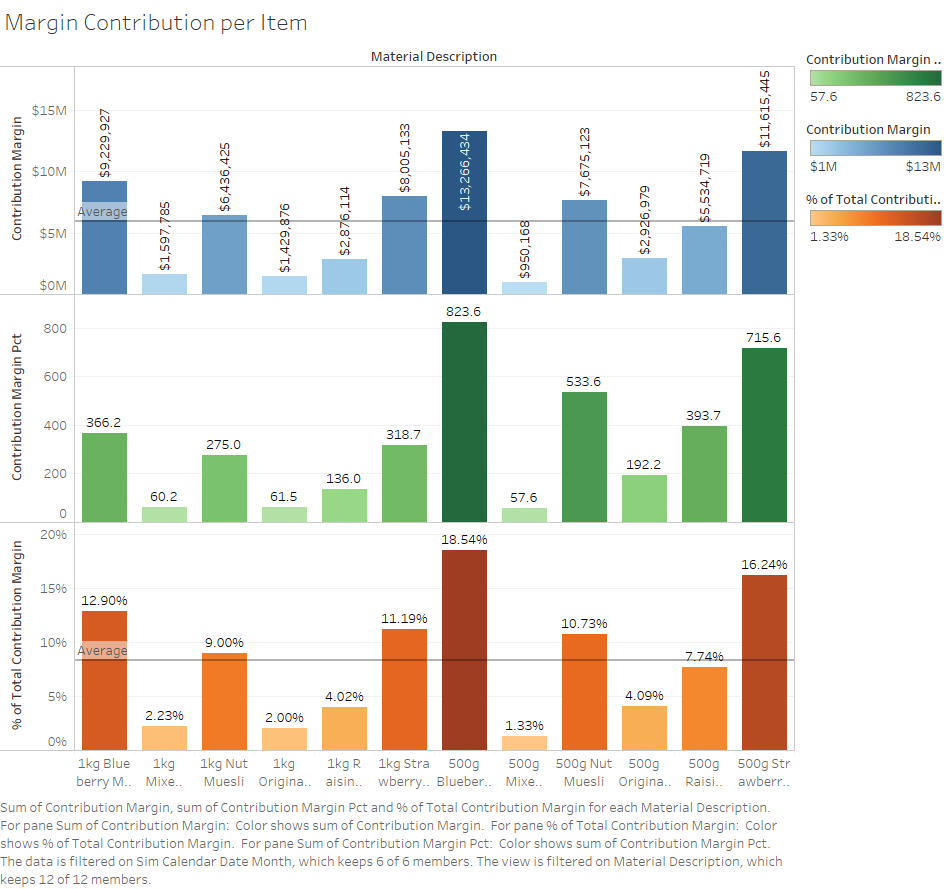 Margin Contribution per Item
Material Description
Contribution Margin
$15M
$10M
$5M
$0M
Average
$9,229,927
$1,597,785
$6,436,425
$1,429,876
$2,876,114
$8,005,133
$13,266,434
$950,168
$7,675,123
$2,926,979
$5,534,719
$11,615,445
Contribution Margin Pct
800
600
400
200
0
366.2
60.2
275.0
61.5
136.0
318.7
823.6
57.6
533.6
192.2
393.7
715.6
% of Total Contribution Margin
20%
15%
10%
5%
0%
Average
12.90%
2.23%
9.00%
2.00%
4.02%
11.19%
18.54%
1.33%
10.73%
4.09%
7.74%
16.24%
1kg Blue
berry M..
1kg
Mixe..
1kg Nut
Muesli
1kg
Origina..
1kg R
aisin..
1kg Stra
wberry..
500g
Blueber..
500g
Mixe..
500g Nut
Muesli
500g
Origina..
500g
Raisi..
500g Str
awberr..
Contribution Margin ..
57.6 823.6
Contribution Margin
$1M $13M
% of Total Contributi..
1.33% 18.54%
Sum of Contribution Margin, sum of Contribution Margin Pct and % of Total Contribution Margin for each Material Description.
For pane Sum of Contribution Margin: Color shows sum of Contribution Margin. For pane % of Total Contribution Margin: Color
shows % of Total Contribution Margin. For pane Sum of Contribution Margin Pct: Color shows sum of Contribution Margin Pct.
The data is filtered on Sim Calendar Date Month, which keeps 6 of 6 members. The view is filtered on Material Description, which
keeps 12 of 12 members.